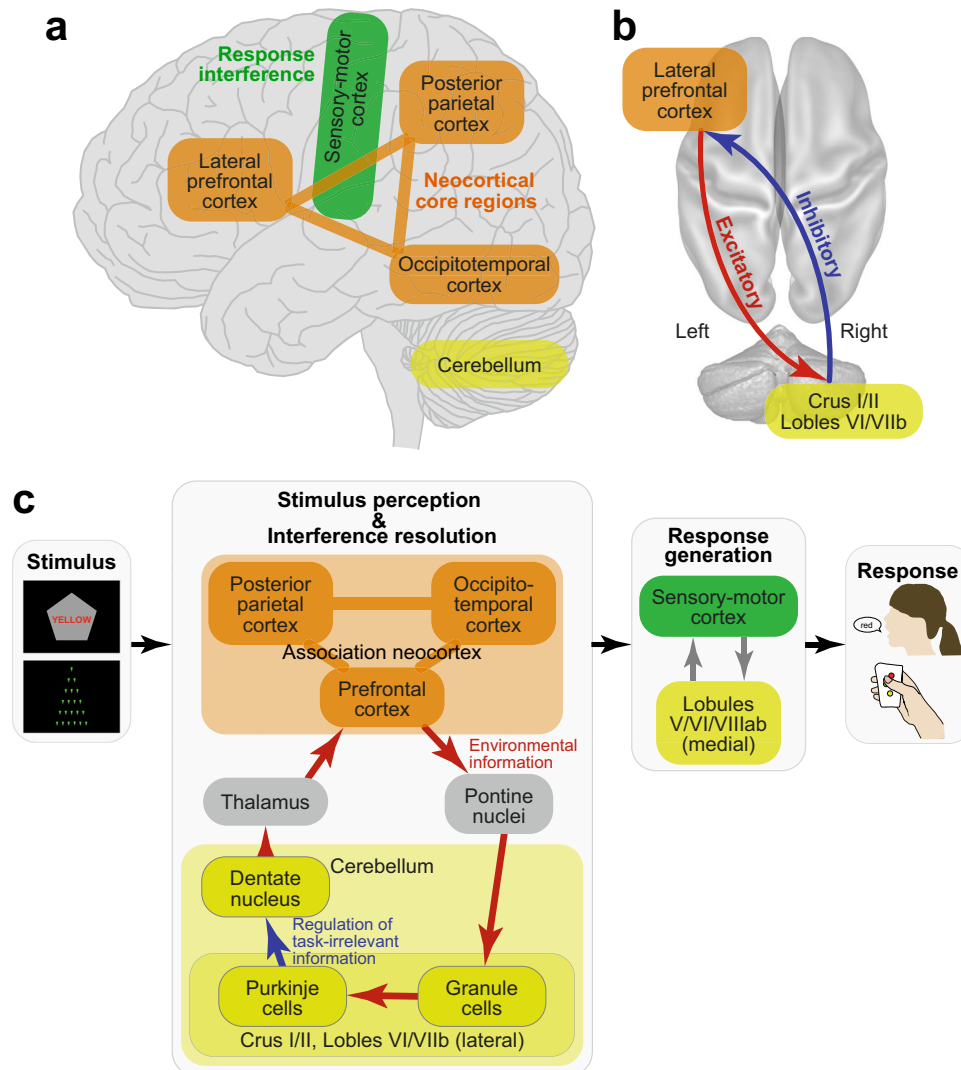 a
Response
interference
Sensory-motor
cortex
Posterior
parietal
cortex
Lateral
prefrontal
cortex
Neocortical
core regions
Occipitotemporal
cortex
Cerebellum
b
Lateral
prefrontal
cortex
Excitatory
Inhibitory
Left
Right
Crus I/II
Lobles VI/VIIb
c
Stimulus
YELLOW
Stimulus perception
&
Interference resolution
Posterior
parietal
cortex
Occipito-
temporal
cortex
Association neocortex
Prefrontal
cortex
Environmental
information
Thalamus
Pontine
nuclei
Cerebellum
Dentate
nucleus
Regulation of
task-irrelevant
information
Purkinje
cells
Granule
cells
Crus I/II, Lobles VI/VIIb (lateral)
Response
generation
Sensory-motor
cortex
Lobules
V/VI/VIIIab
(medial)
Response
red